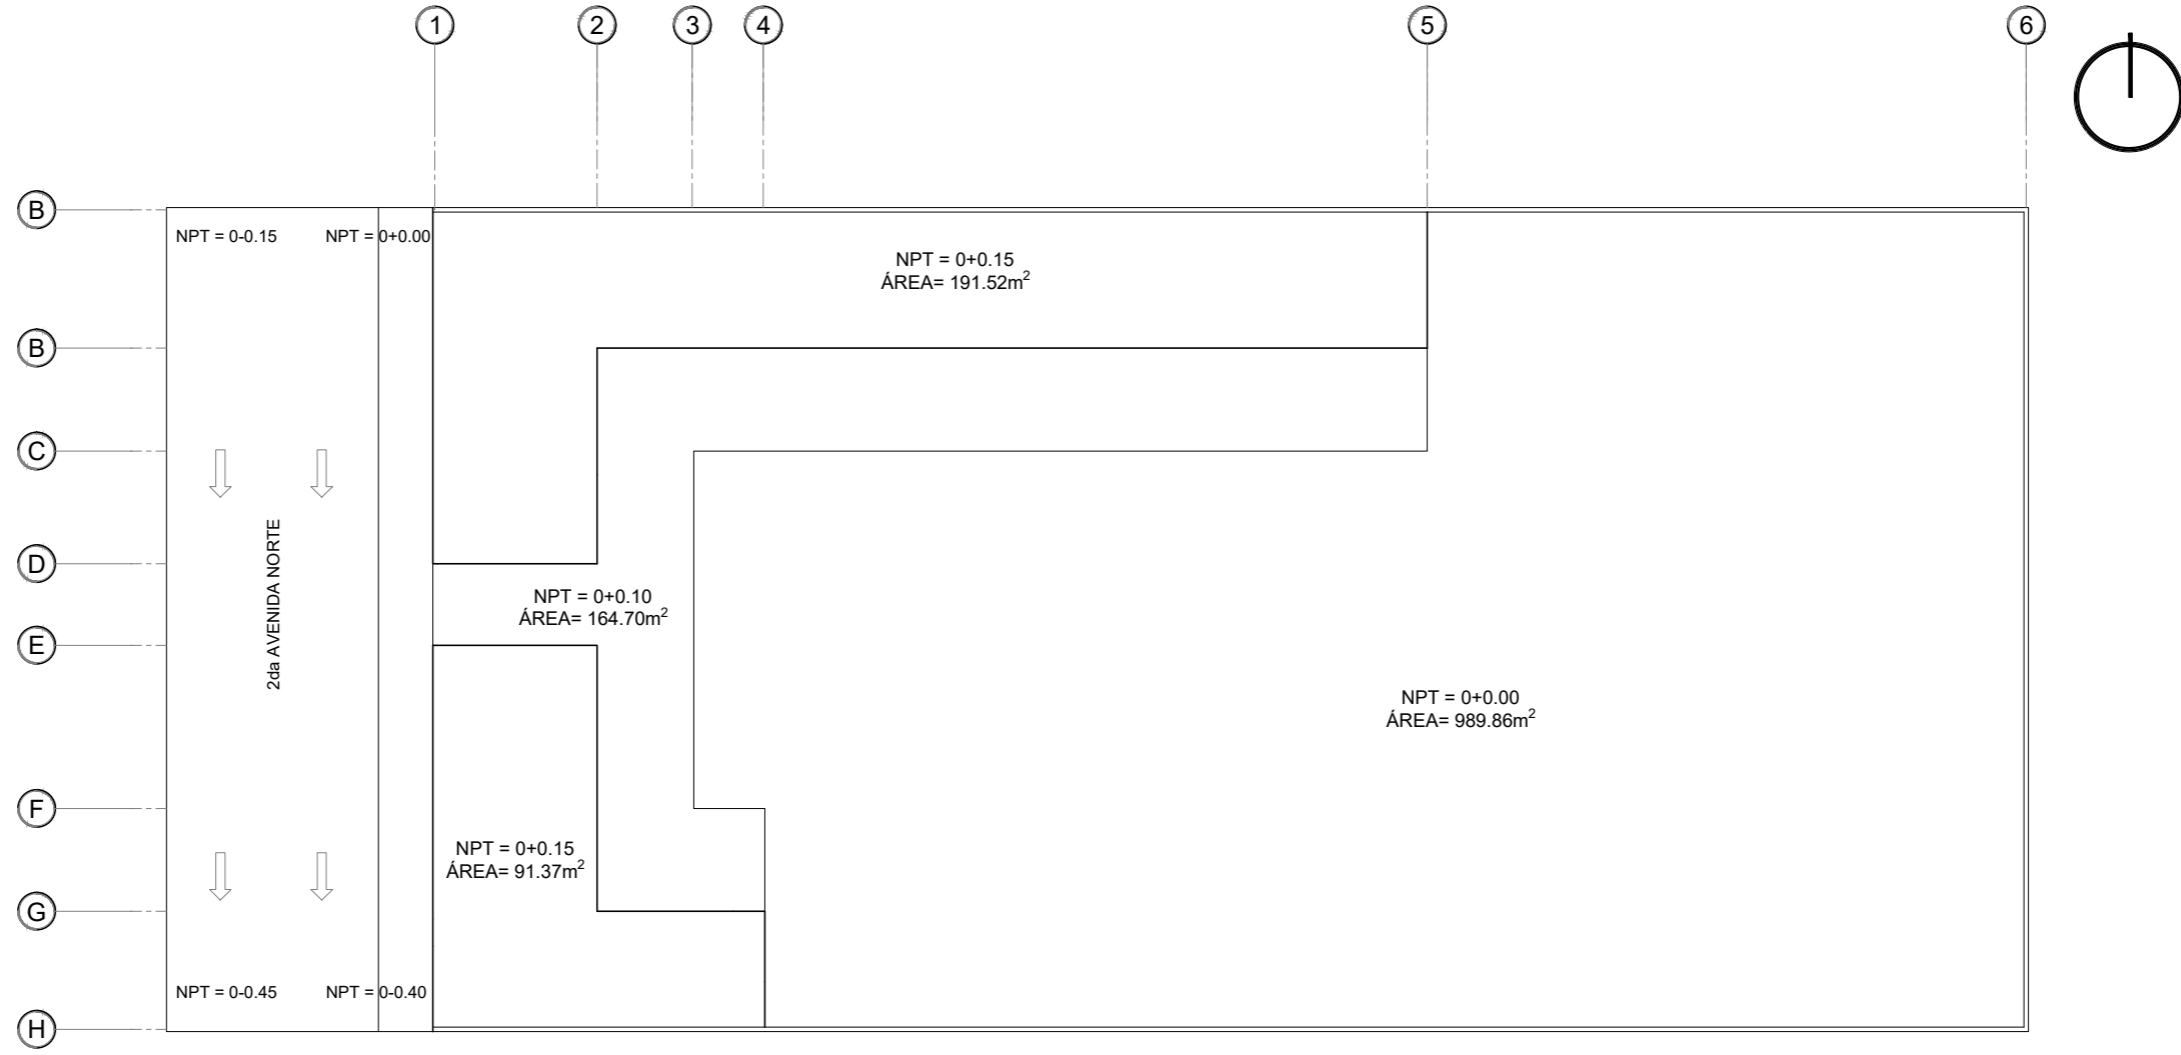 1
2
3
4
5
6
B
NPT = 0-0.15
NPT = 0+0.00
NPT = 0+0.15
ÁREA= 191.52m²
B
C
D
NPT = 0+0.10
ÁREA= 164.70m²
2da AVENIDA NORTE
E
NPT = 0+0.00
ÁREA= 989.86m²
F
NPT = 0+0.15
ÁREA= 91.37m²
G
NPT = 0-0.45
NPT = 0-0.40
H